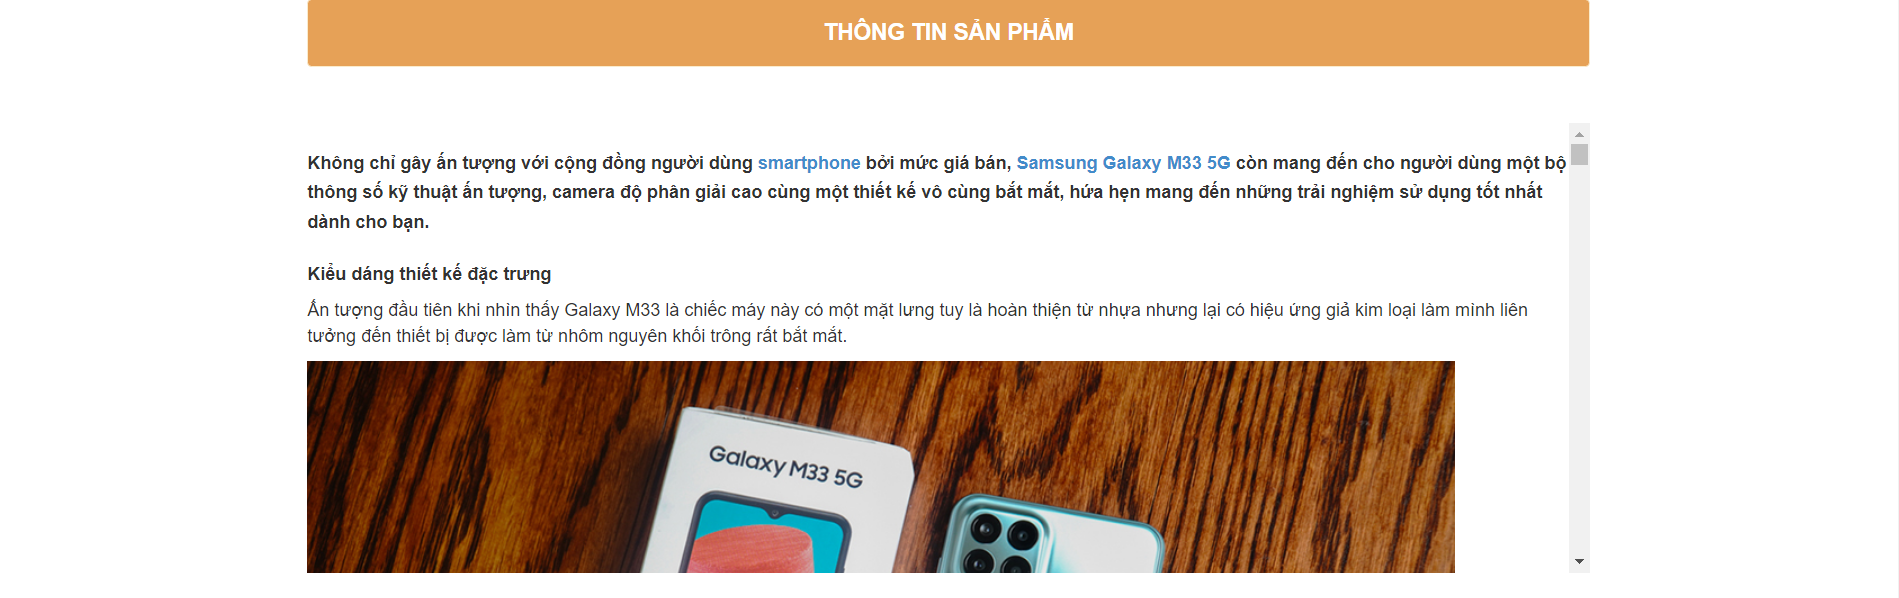 THÔNG TIN SẢN PHẨM
Không chỉ gây ấn tượng với cộng đồng người dùng smartphone bởi mức giá bán, Samsung Galaxy M33 5G còn mang đến cho người dùng một bộ
thông số kỹ thuật ấn tượng, camera độ phân giải cao cùng một thiết kế vô cùng bắt mắt, hứa hẹn mang đến những trải nghiệm sử dụng tốt nhất
dành cho bạn.
Kiểu dáng thiết kế đặc trưng
Ấn tượng đầu tiên khi nhìn thấy Galaxy M33 là chiếc máy này có một mặt lưng tuy là hoàn thiện từ nhựa nhưng lại có hiệu ứng giả kim loại làm mình liên
tưởng đến thiết bị được làm từ nhôm nguyên khối trông rất bắt mắt.
Galaxy M33 5G